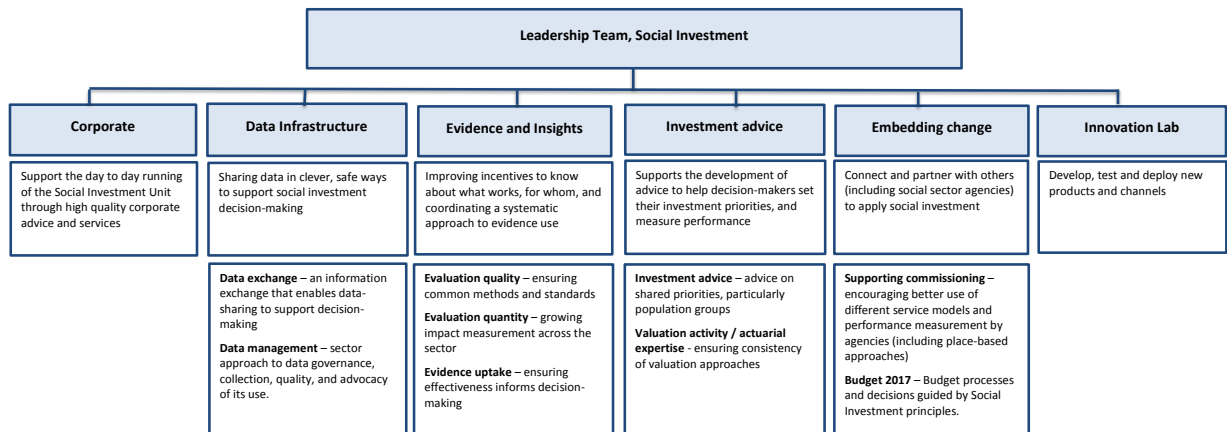 Leadership Team, Social Investment
Corporate
Data Infrastructure
Evidence and Insights
Investment advice
Embedding change
Innovation Lab
Support the day to day running
of the Social Investment Unit
through high quality corporate
advice and services
Sharing data in clever, safe ways
to support social investment
decision-making
Improving incentives to know
about what works, for whom, and
coordinating a systematic
approach to evidence use
Supports the development of
advice to help decision-makers set
their investment priorities, and
measure performance
Connect and partner with others
(including social sector agencies)
to apply social investment
Develop, test and deploy new
products and channels
Data exchange – an information
exchange that enables data-
sharing to support decision-
making
Data management – sector
approach to data governance,
collection, quality, and advocacy
of its use.
Evaluation quality – ensuring
common methods and standards
Evaluation quantity – growing
impact measurement across the
sector
Evidence uptake – ensuring
effectiveness informs decision-
making
Investment advice – advice on
shared priorities, particularly
population groups
Valuation activity / actuarial
expertise - ensuring consistency
of valuation approaches
Supporting commissioning –
encouraging better use of
different service models and
performance measurement by
agencies (including place-based
approaches)
Budget 2017 – Budget processes
and decisions guided by Social
Investment principles.